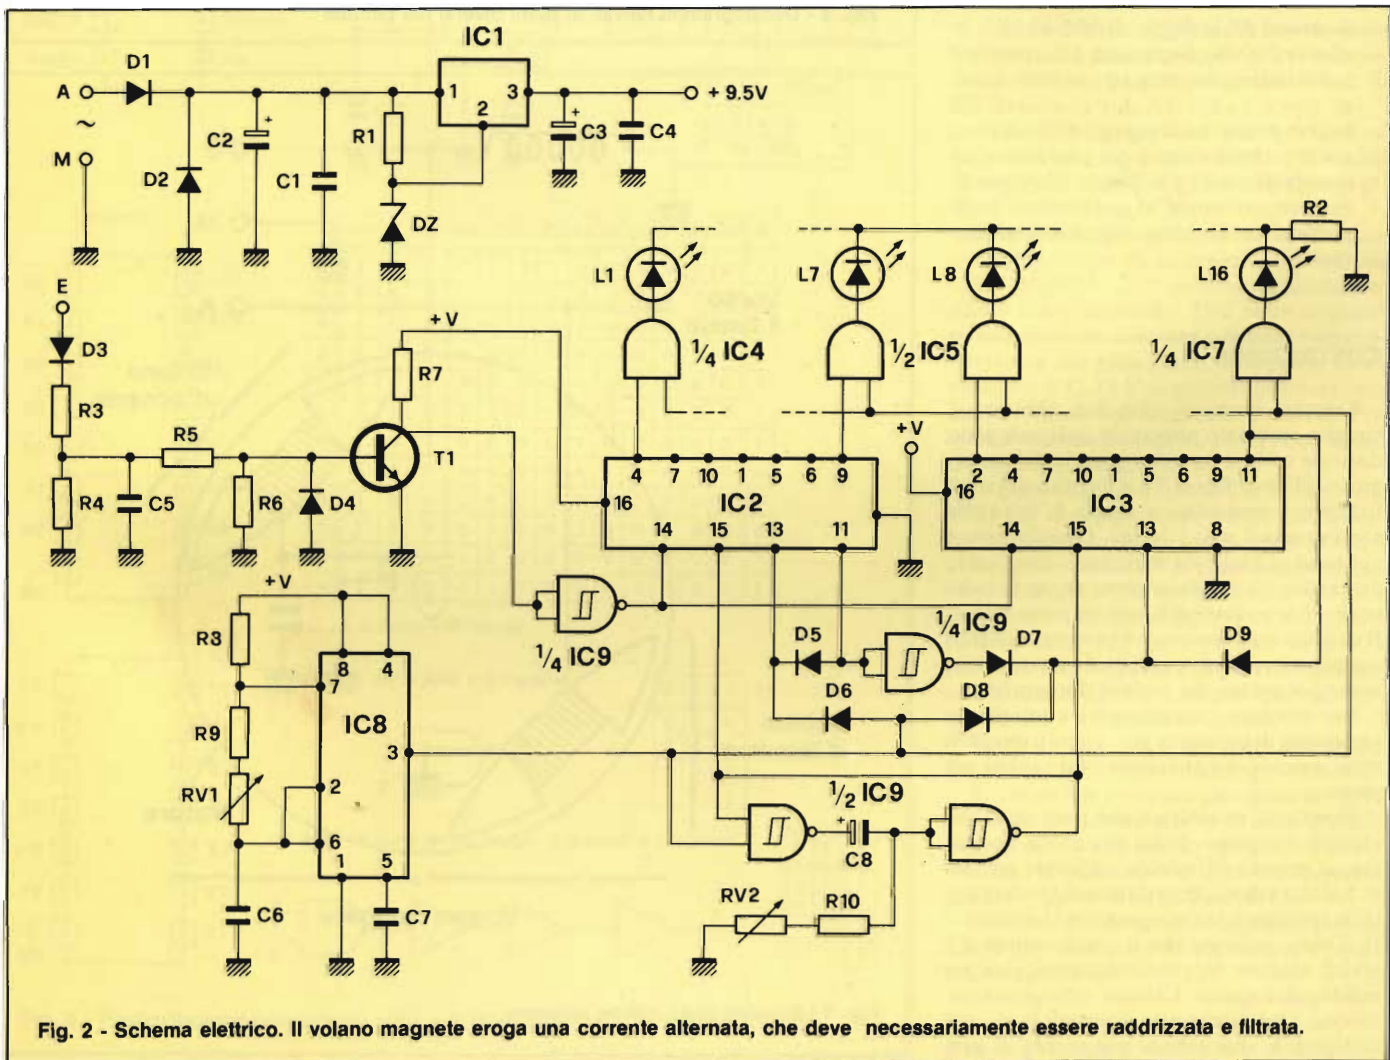 IC1
D1
A
1
3
+ 9.5V
2
~
M
D2
C2
+
C1
R1
DZ
+
C3
C4
R2
L1
L7
L8
L16
E
D3
+V
R7
¼ IC4
½ IC5
¼ IC7
R3
R5
T1
+V
R4
C5
R6
D4
4 7 10 1 5 6 9
16
IC2
14 15 13 11
2 4 7 10 1 5 6 9 11
16
IC3
14 15 13 8
+V
¼ IC9
¼ IC9
D5
D7
D9
D6
D8
R8
8 4
7
IC8
3
R9
2
RV1
6
1 5
C6
C7
½ IC9
+
C8
RV2
R10
Fig. 2 - Schema elettrico. Il volano magnete eroga una corrente alternata, che deve necessariamente essere raddrizzata e filtrata.